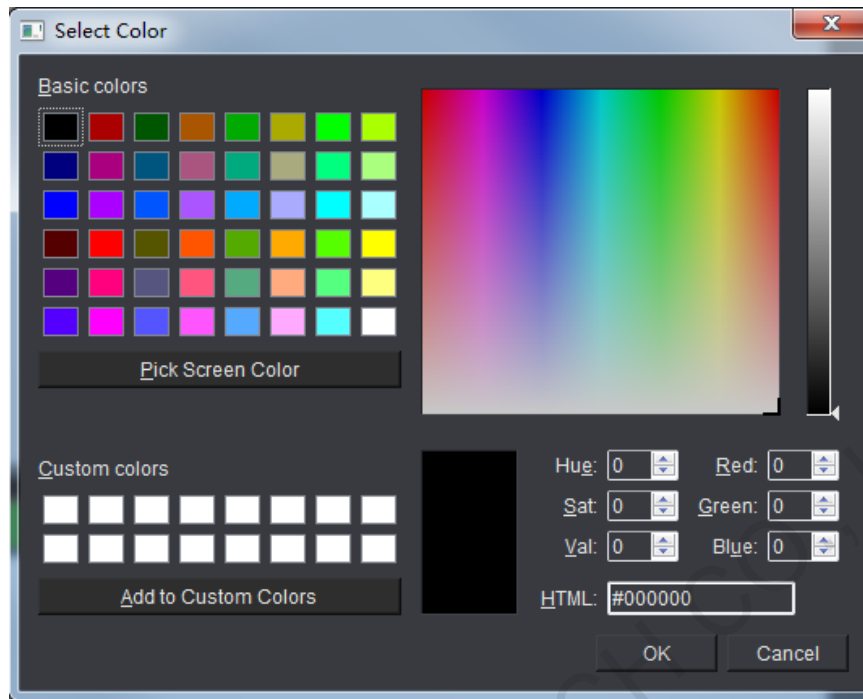 Select Color
Basic colors
Pick Screen Color
Custom colors
Add to Custom Colors
Hue: 0
Red: 0
Sat: 0
Green: 0
Val: 0
Blue: 0
HTML: #000000
OK
Cancel